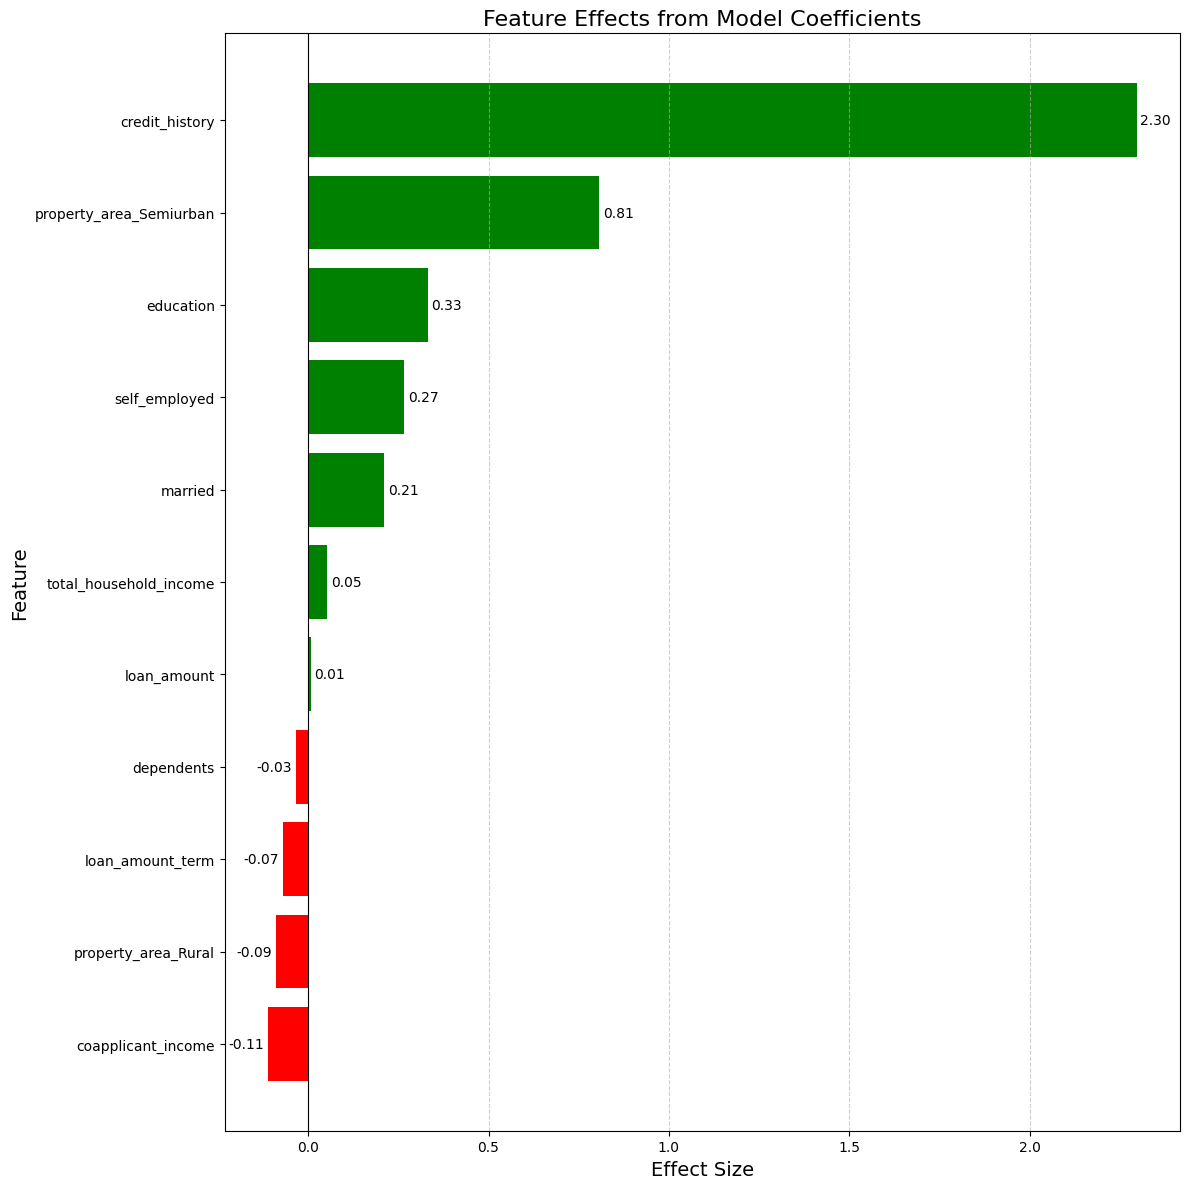 Feature Effects from Model Coefficients
Feature
credit_history 2.30
property_area_Semiurban 0.81
education 0.33
self_employed 0.27
married 0.21
total_household_income 0.05
loan_amount 0.01
dependents -0.03
loan_amount_term -0.07
property_area_Rural -0.09
coapplicant_income -0.11
0.0 0.5 1.0 1.5 2.0
Effect Size